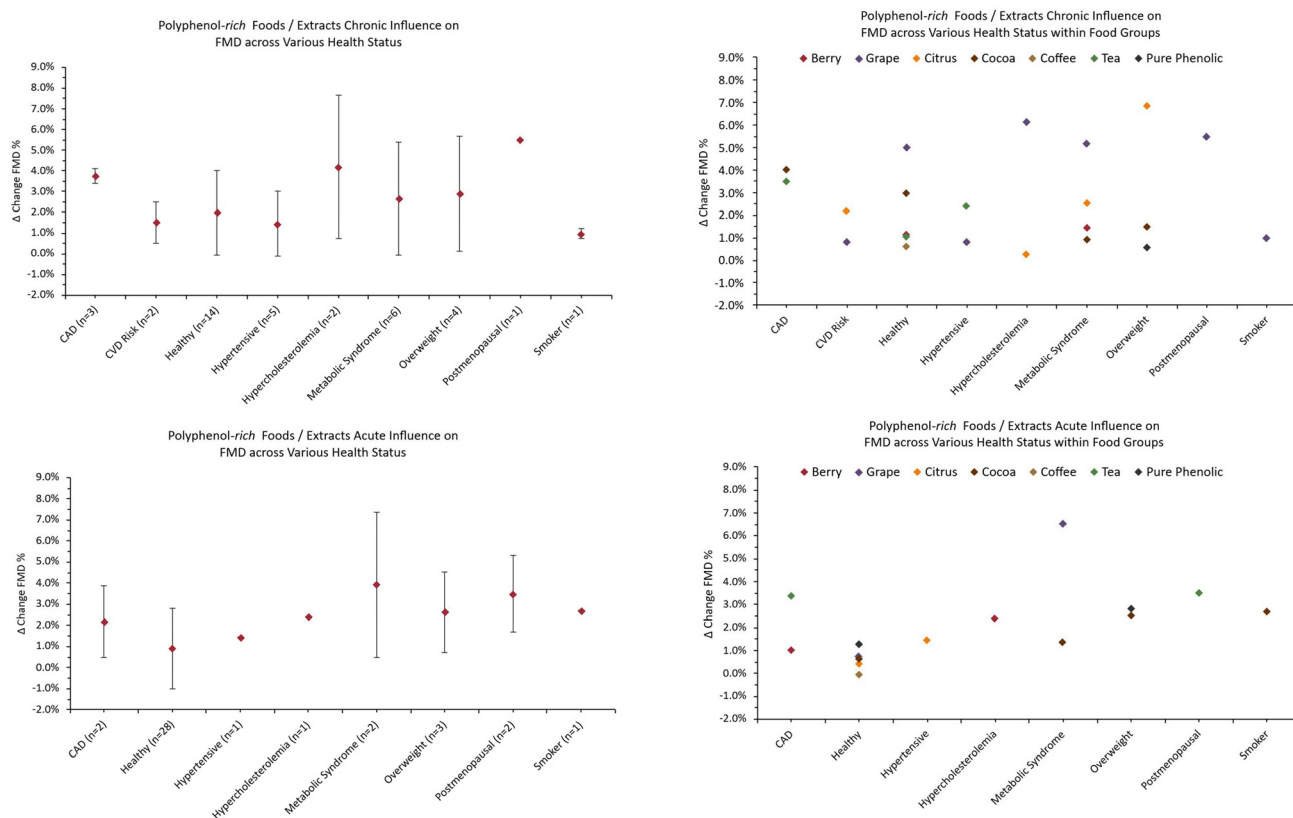 Polyphenol-rich Foods / Extracts Chronic Influence on
FMD across Various Health Status
Δ Change FMD %
9.0%
8.0%
7.0%
6.0%
5.0%
4.0%
3.0%
2.0%
1.0%
0.0%
-1.0%
-2.0%
CAD (n=3)
CVD Risk (n=2)
Healthy (n=14)
Hypertensive (n=5)
Hypercholesterolemia (n=2)
Metabolic Syndrome (n=6)
Overweight (n=4)
Postmenopausal (n=1)
Smoker (n=1)
Polyphenol-rich Foods / Extracts Chronic Influence on
FMD across Various Health Status within Food Groups
Berry Grape Citrus Cocoa Coffee Tea Pure Phenolic
Δ Change FMD %
9.0%
8.0%
7.0%
6.0%
5.0%
4.0%
3.0%
2.0%
1.0%
0.0%
-1.0%
-2.0%
CAD
CVD Risk
Healthy
Hypertensive
Hypercholesterolemia
Metabolic Syndrome
Overweight
Postmenopausal
Smoker
Polyphenol-rich Foods / Extracts Acute Influence on
FMD across Various Health Status
Δ Change FMD %
9.0%
8.0%
7.0%
6.0%
5.0%
4.0%
3.0%
2.0%
1.0%
0.0%
-1.0%
-2.0%
CAD (n=2)
Healthy (n=28)
Hypertensive (n=1)
Hypercholesterolemia (n=1)
Metabolic Syndrome (n=2)
Overweight (n=3)
Postmenopausal (n=2)
Smoker (n=1)
Polyphenol-rich Foods / Extracts Acute Influence on
FMD across Various Health Status within Food Groups
Berry Grape Citrus Cocoa Coffee Tea Pure Phenolic
Δ Change FMD %
9.0%
8.0%
7.0%
6.0%
5.0%
4.0%
3.0%
2.0%
1.0%
0.0%
-1.0%
-2.0%
CAD
Healthy
Hypertensive
Hypercholesterolemia
Metabolic Syndrome
Overweight
Postmenopausal
Smoker